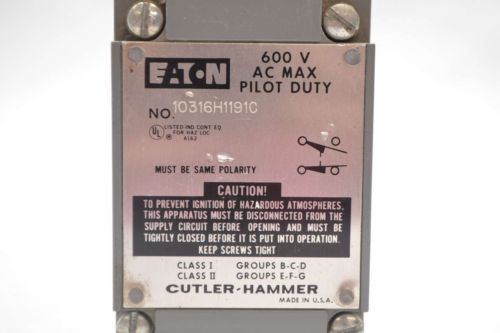 EATON
600 V
AC MAX
PILOT DUTY
NO. 10316H1191C
UL
LISTED IND CONT EQ
FOR HAZ LOC
A162
MUST BE SAME POLARITY
CAUTION!
TO PREVENT IGNITION OF HAZARDOUS ATMOSPHERES,
THIS APPARATUS MUST BE DISCONNECTED FROM THE
SUPPLY CIRCUIT BEFORE OPENING AND MUST BE
TIGHTLY CLOSED BEFORE IT IS PUT INTO OPERATION.
KEEP SCREWS TIGHT
CLASS I GROUPS B-C-D
CLASS II GROUPS E-F-G
CUTLER-HAMMER
MADE IN U.S.A.